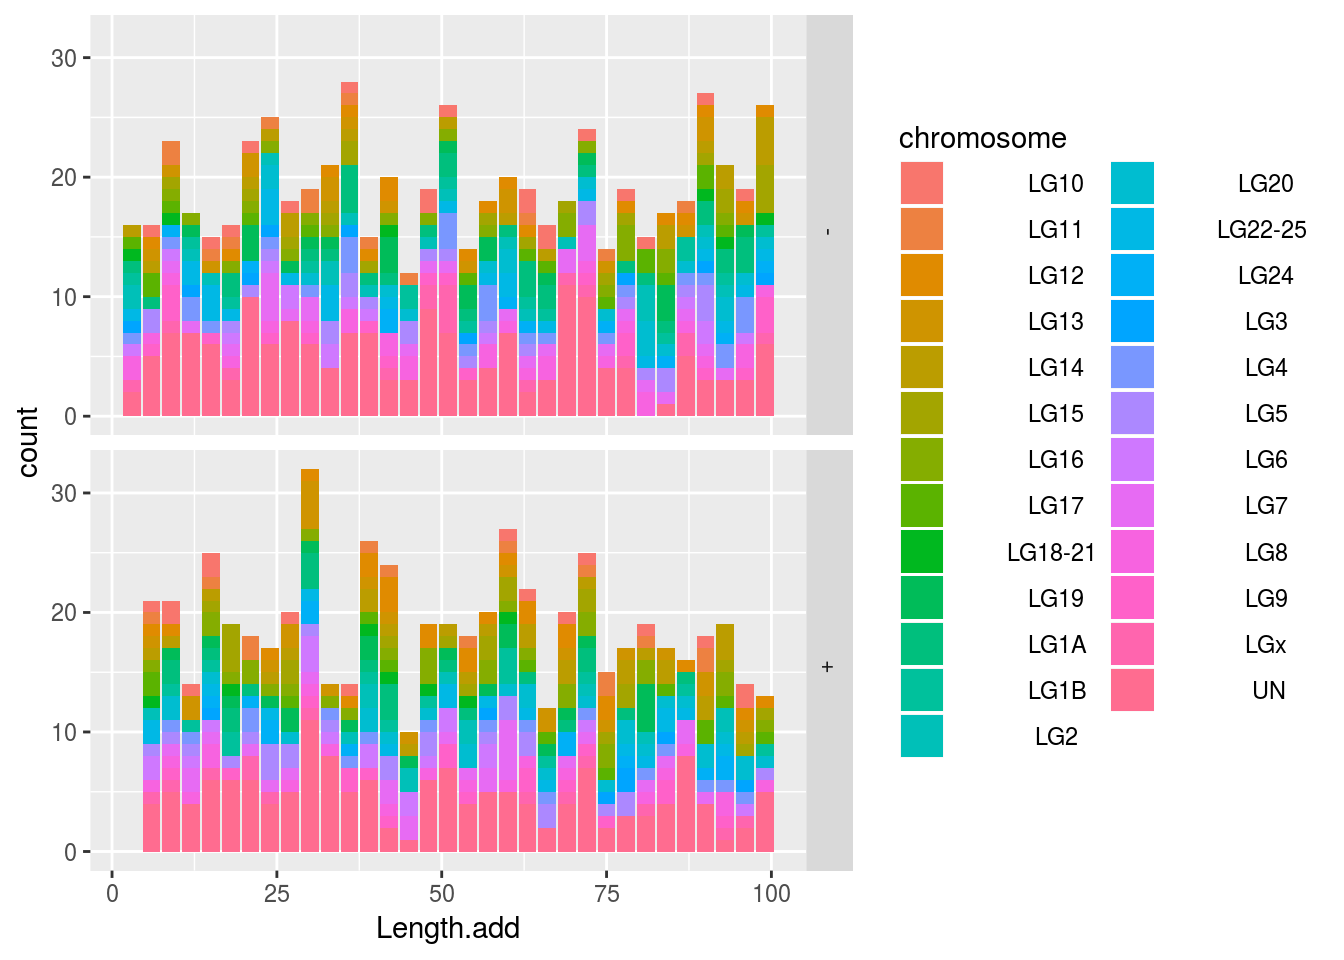 30
20
10
0
-
30
20
10
0
+
count
0 25 50 75 100
Length.add
chromosome
LG10 LG20
LG11 LG22-25
LG12 LG24
LG13 LG3
LG14 LG4
LG15 LG5
LG16 LG6
LG17 LG7
LG18-21 LG8
LG19 LG9
LG1A LGx
LG1B UN
LG2